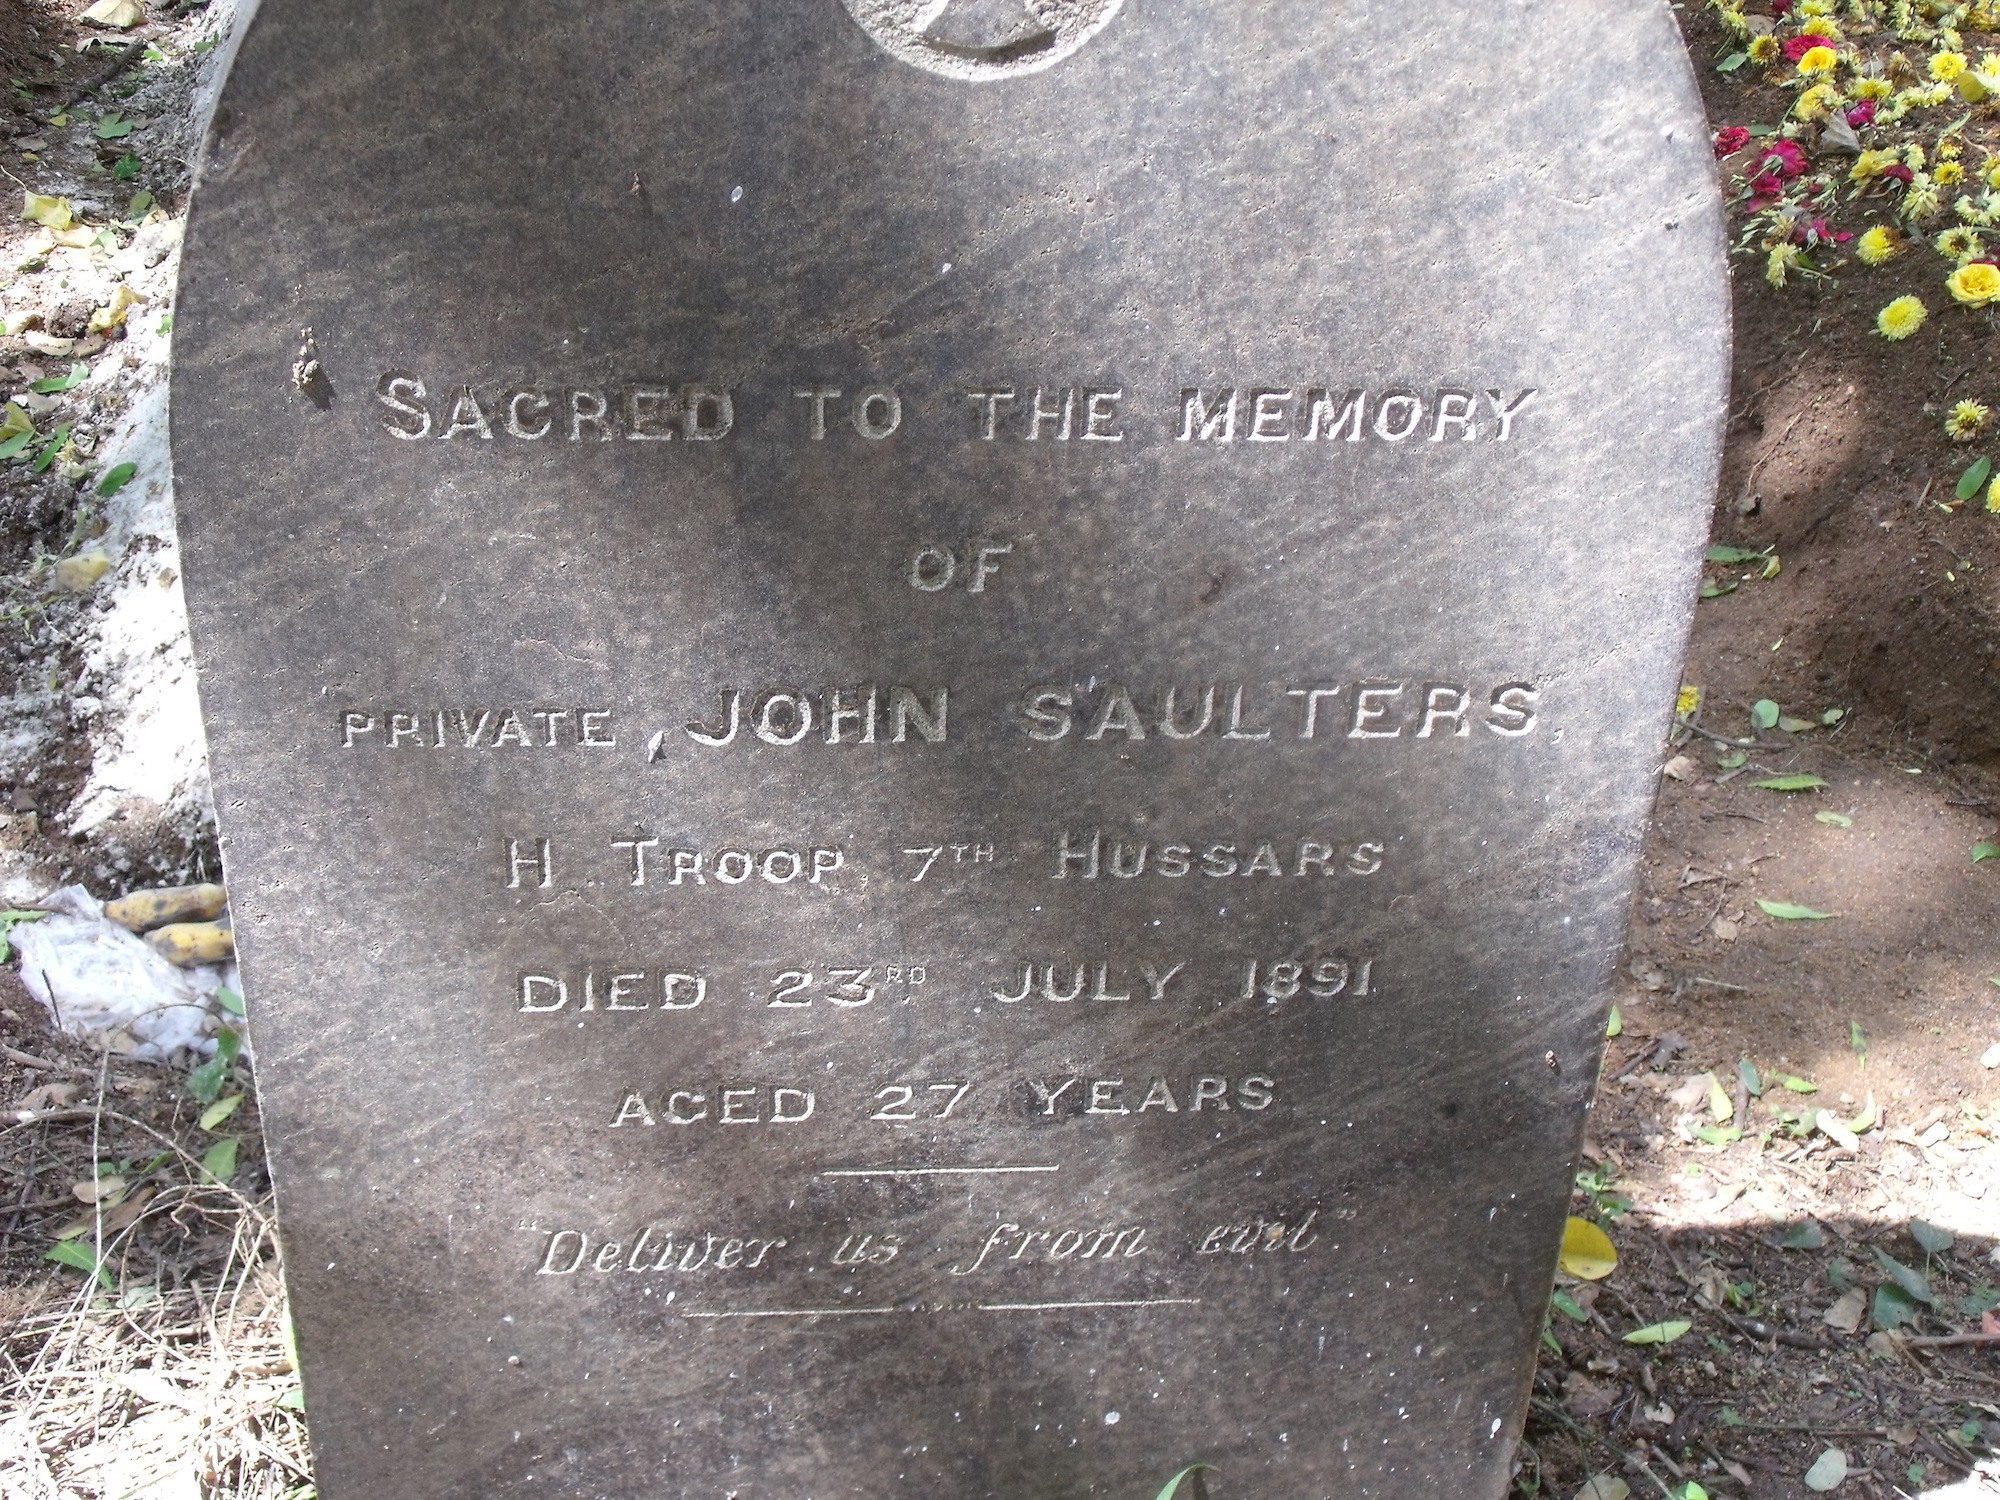 SACRED TO THE MEMORY
OF
PRIVATE JOHN SAULTERS.
H TROOP 7TH HUSSARS
DIED 23RD JULY 1891
AGED 27 YEARS
"Deliver us from evil"